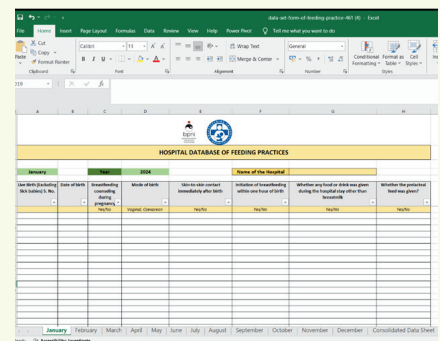 data-set-form-of-feeding-practice-461 (4) - Excel
File Home Insert Page Layout Formulas Data Review View Help Power Pivot Tell me what you want to do
Cut
Copy
Paste
Format Painter
Clipboard
Calibri 11
Font
Wrap Text
Merge & Center
Alignment
General
Number
Conditional Formatting
Format as Table
Cell Styles
Styles
D19
A B C D E F G H
bpni
HOSPITAL DATABASE OF FEEDING PRACTICES
January Year 2024 Name of the Hospital
Live Birth (Excluding Sick babies) S. No.
Date of birth
Breastfeeding counseling during pregnancy
Mode of birth
Skin-to-skin contact immediately after birth
Initiation of breastfeeding within one hour of birth
Whether any food or drink was given during the hospital stay other than breastmilk
Whether the prelacteal feed was given?
Yes/No Vaginal, Caesarean Yes/No Yes/No Yes/No Yes/No
January February March April May June July August September October November December Consolidated Data Sheet
Accessibility: Investigate